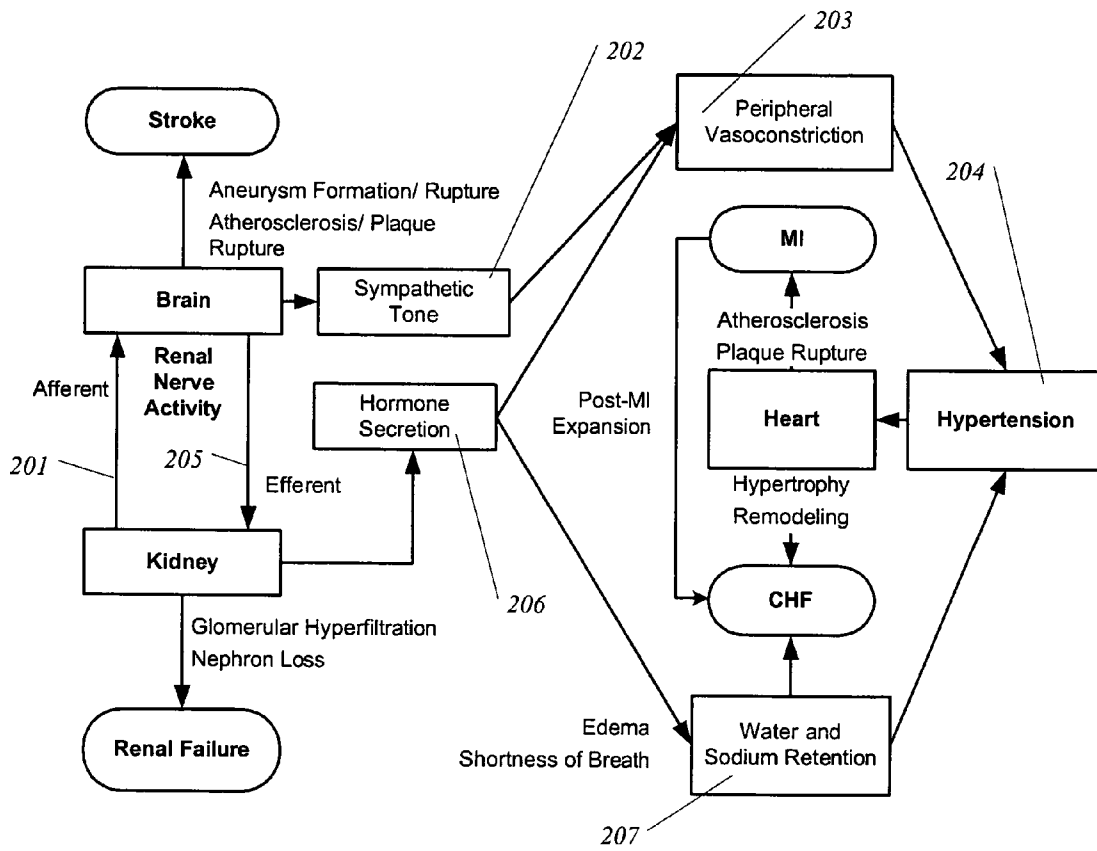 203
202
Stroke
Peripheral
Vasoconstriction
204
Aneurysm Formation/ Rupture
Atherosclerosis/ Plaque
Rupture
MI
Brain
Sympathetic
Tone
Atherosclerosis
Plaque Rupture
Renal
Nerve
Activity
Afferent
Hormone
Secretion
Post-MI
Expansion
Heart
Hypertension
201
205
Efferent
Hypertrophy
Remodeling
Kidney
206
CHF
Glomerular Hyperfiltration
Nephron Loss
Renal Failure
Edema
Shortness of Breath
Water and
Sodium Retention
207